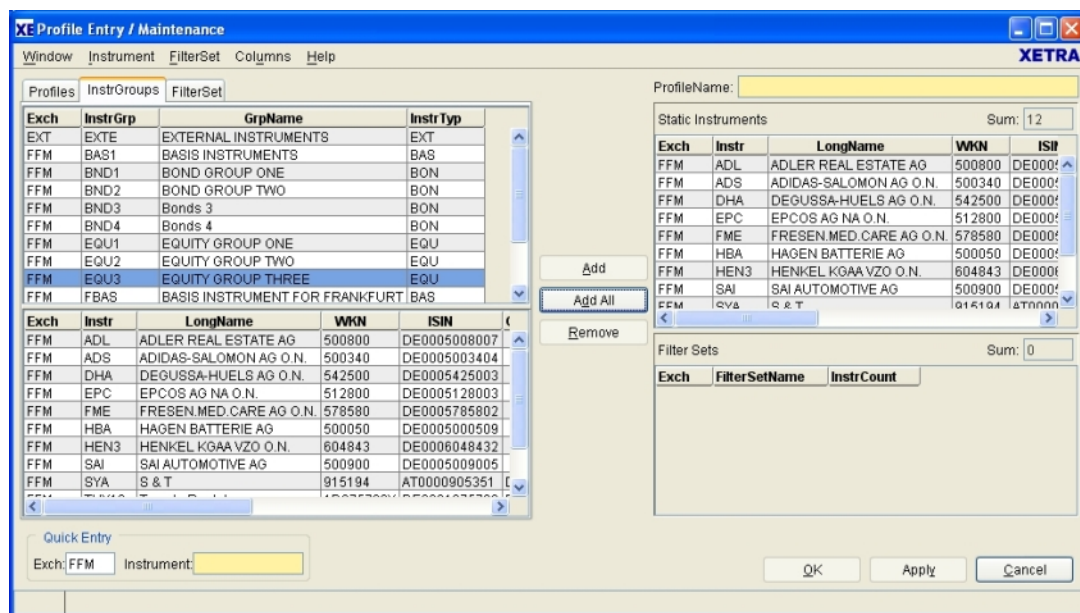 XE Profile Entry / Maintenance
Window Instrument FilterSet Columns Help
XETRA
Profiles InstrGroups FilterSet
Exch InstrGrp GrpName InstrTyp
EXT EXTE EXTERNAL INSTRUMENTS EXT
FFM BAS1 BASIS INSTRUMENTS BAS
FFM BND1 BOND GROUP ONE BON
FFM BND2 BOND GROUP TWO BON
FFM BND3 Bonds 3 BON
FFM BND4 Bonds 4 BON
FFM EQU1 EQUITY GROUP ONE EQU
FFM EQU2 EQUITY GROUP TWO EQU
FFM EQU3 EQUITY GROUP THREE EQU
FFM FBAS BASIS INSTRUMENT FOR FRANKFURT BAS
Exch Instr LongName WKN ISIN
FFM ADL ADLER REAL ESTATE AG 500800 DE0005008007
FFM ADS ADIDAS-SALOMON AG O.N. 500340 DE0005003404
FFM DHA DEGUSSA-HUELS AG O.N. 542500 DE0005425003
FFM EPC EPCOS AG NA O.N. 512800 DE0005128003
FFM FME FRESEN.MED.CARE AG O.N. 578580 DE0005785802
FFM HBA HAGEN BATTERIE AG 500050 DE0005000509
FFM HEN3 HENKEL KGAA VZO O.N. 604843 DE0006048432
FFM SAI SAI AUTOMOTIVE AG 500900 DE0005009005
FFM SYA S & T 915194 AT0000905351
Quick Entry
Exch: FFM Instrument:
Add
Add All
Remove
ProfileName:
Static Instruments Sum: 12
Exch Instr LongName WKN ISIN
FFM ADL ADLER REAL ESTATE AG 500800 DE000
FFM ADS ADIDAS-SALOMON AG O.N. 500340 DE000
FFM DHA DEGUSSA-HUELS AG O.N. 542500 DE000
FFM EPC EPCOS AG NA O.N. 512800 DE000
FFM FME FRESEN.MED.CARE AG O.N. 578580 DE000
FFM HBA HAGEN BATTERIE AG 500050 DE000
FFM HEN3 HENKEL KGAA VZO O.N. 604843 DE000
FFM SAI SAI AUTOMOTIVE AG 500900 DE000
FFM SYA S & T 915194 AT0000
Filter Sets Sum: 0
Exch FilterSetName InstrCount
OK Apply Cancel